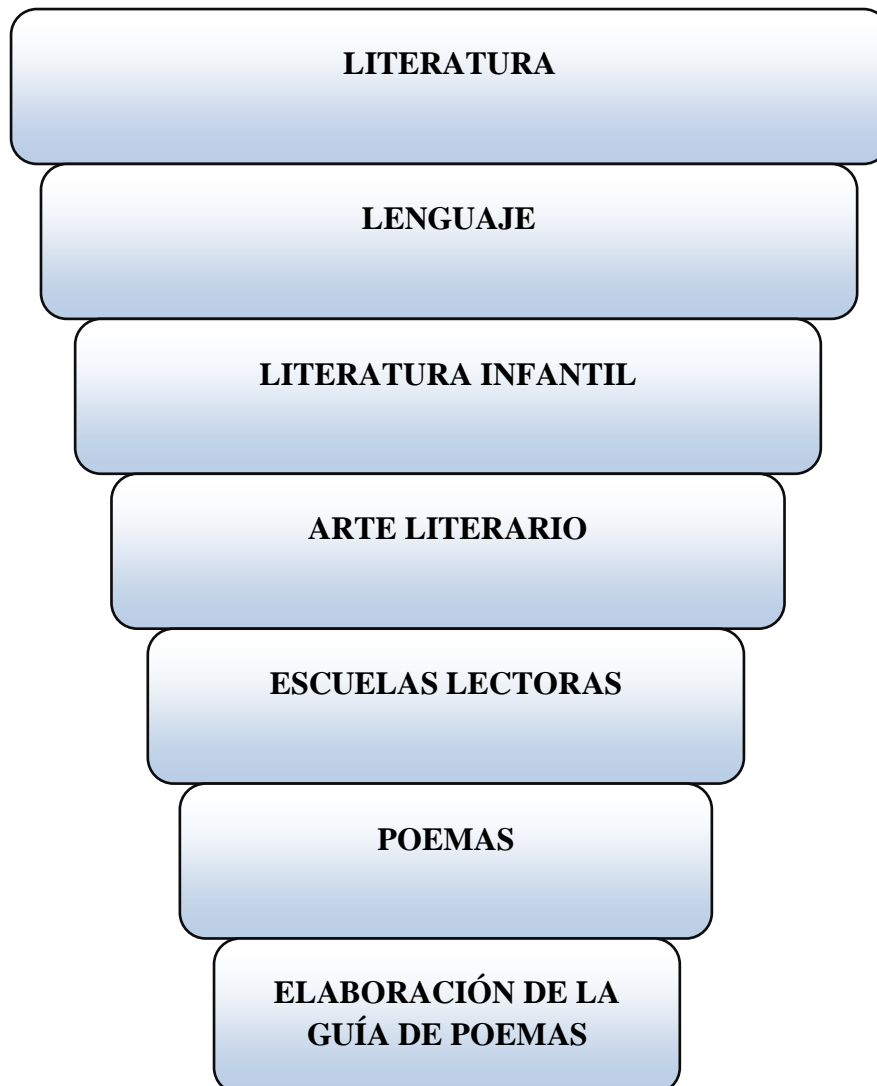 LITERATURA
LENGUAJE
LITERATURA INFANTIL
ARTE LITERARIO
ESCUELAS LECTORAS
POEMAS
ELABORACIÓN DE LA
GUÍA DE POEMAS